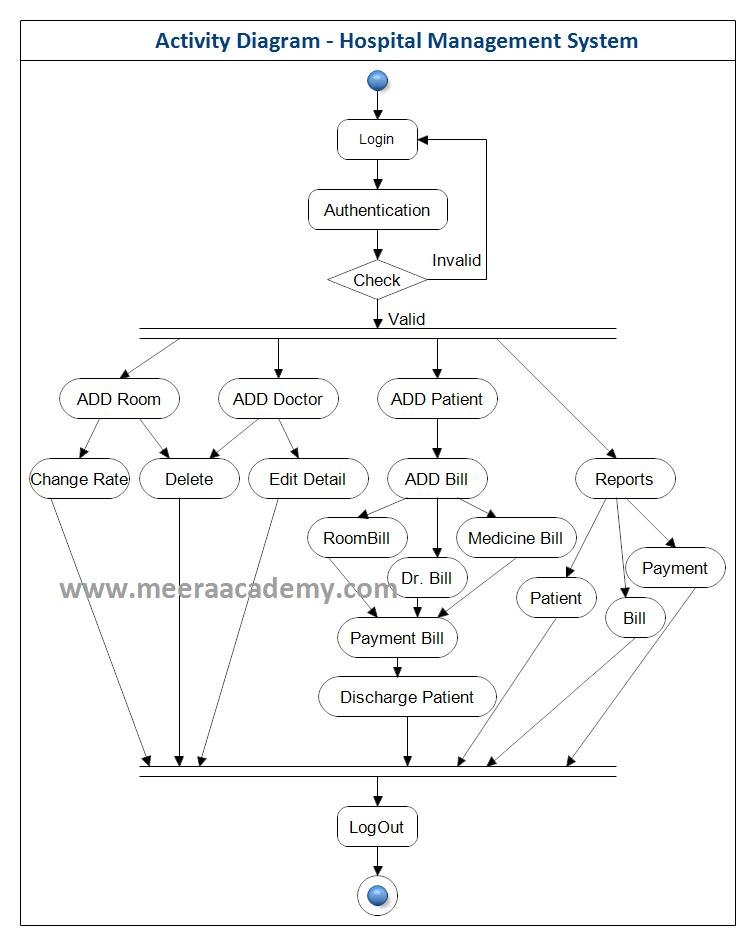 Activity Diagram - Hospital Management System
Login
Authentication
Invalid
Check
Valid
ADD Room
ADD Doctor
ADD Patient
Change Rate
Delete
Edit Detail
ADD Bill
Reports
RoomBill
Medicine Bill
Dr. Bill
Payment
www.meeraacademy.com
Patient
Bill
Payment Bill
Discharge Patient
LogOut